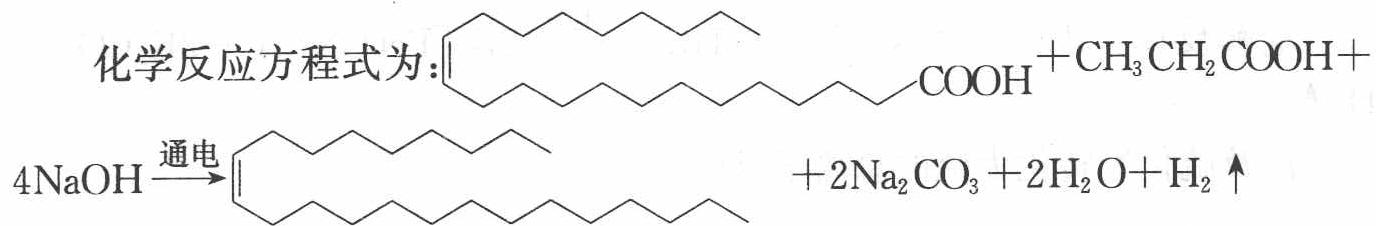 化学反应方程式为:COOH+CH₃CH₂COOH+
4NaOH 通电→ +2Na₂CO₃+2H₂O+H₂↑